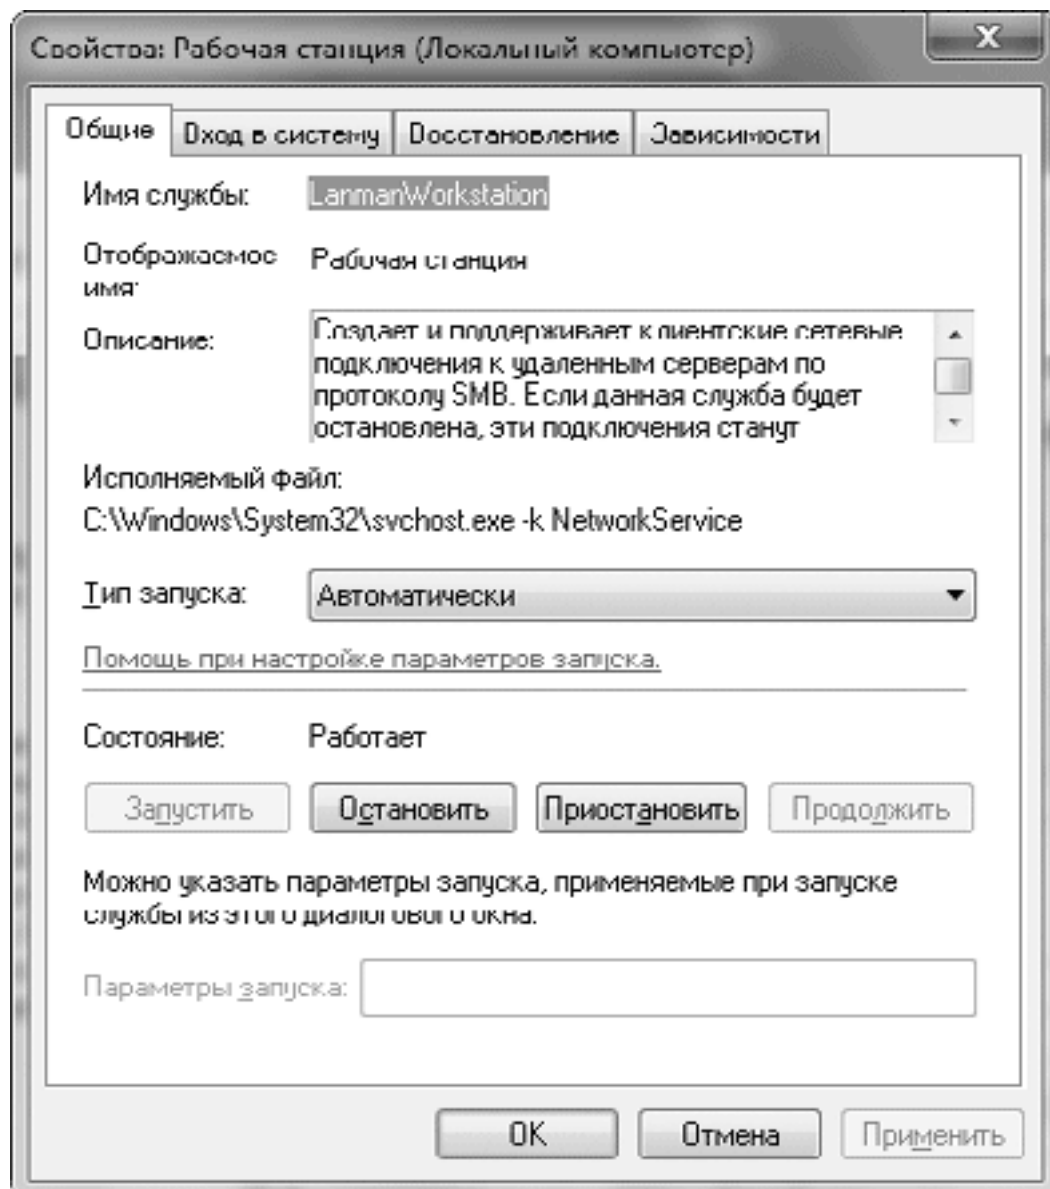 Свойства: Рабочая станция (Локальный компьютер)
Общие Вход в систему Восстановление Зависимости
Имя службы: LanmanWorkstation
Отображаемое имя: Рабочая станция
Описание: Создает и поддерживает клиентские сетевые
подключения к удаленным серверам по
протоколу SMB. Если данная служба будет
остановлена, эти подключения станут
Исполняемый файл:
C:\Windows\System32\svchost.exe -k NetworkService
Тип запуска: Автоматически
Помощь при настройке параметров запуска.
Состояние: Работает
Запустить Остановить Приостановить Продолжить
Можно указать параметры запуска, применяемые при запуске
службы из этого диалогового окна.
Параметры запуска:
OK Отмена Применить